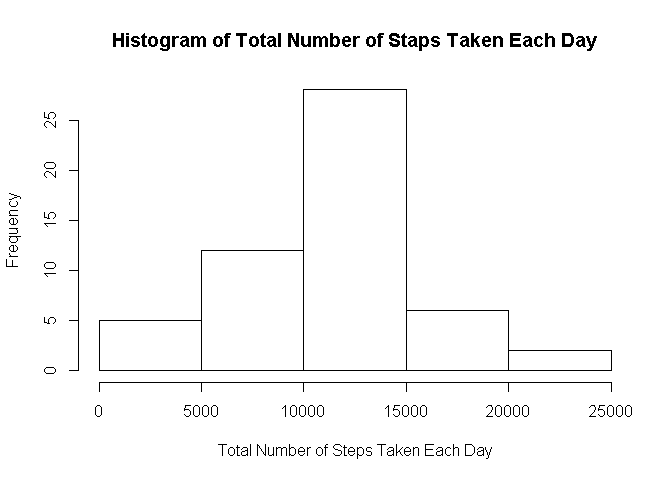 Histogram of Total Number of Staps Taken Each Day
Frequency
25
20
15
10
5
0
0 5000 10000 15000 20000 25000
Total Number of Steps Taken Each Day